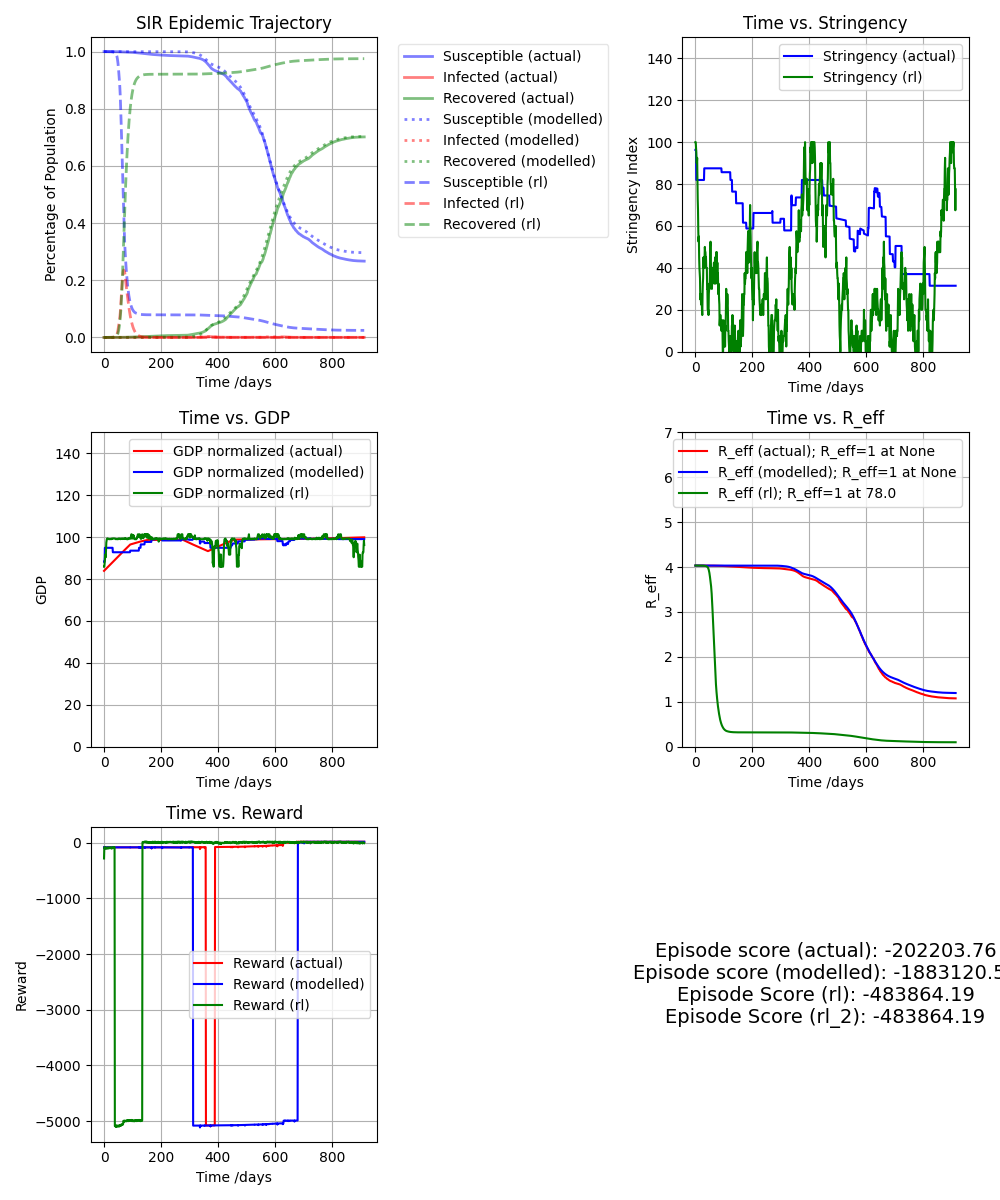 SIR Epidemic Trajectory
Percentage of Population
1.0
0.8
0.6
0.4
0.2
0.0
0 200 400 600 800
Time /days
Susceptible (actual)
Infected (actual)
Recovered (actual)
Susceptible (modelled)
Infected (modelled)
Recovered (modelled)
Susceptible (rl)
Infected (rl)
Recovered (rl)
Time vs. Stringency
Stringency Index
140
120
100
80
60
40
20
0
0 200 400 600 800
Time /days
Stringency (actual)
Stringency (rl)
Time vs. GDP
GDP
140
120
100
80
60
40
20
0
0 200 400 600 800
Time /days
GDP normalized (actual)
GDP normalized (modelled)
GDP normalized (rl)
Time vs. R_eff
R_eff
7
6
5
4
3
2
1
0
0 200 400 600 800
Time /days
R_eff (actual); R_eff=1 at None
R_eff (modelled); R_eff=1 at None
R_eff (rl); R_eff=1 at 78.0
Time vs. Reward
Reward
0
−1000
−2000
−3000
−4000
−5000
0 200 400 600 800
Time /days
Reward (actual)
Reward (modelled)
Reward (rl)
Episode score (actual): -202203.76
Episode score (modelled): -1883120.5
Episode Score (rl): -483864.19
Episode Score (rl_2): -483864.19